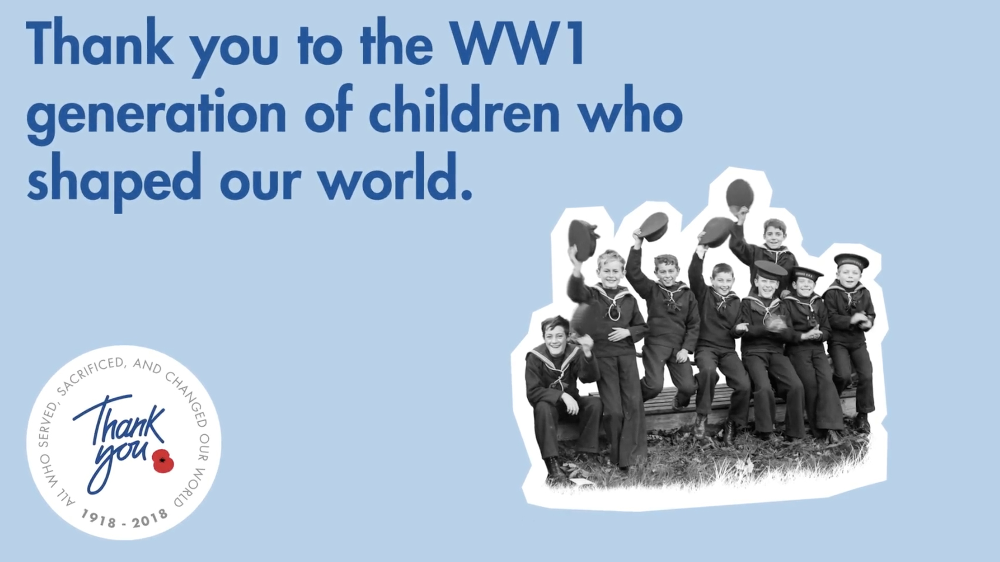 Thank you to the WW1
generation of children who
shaped our world.
ALL WHO SERVED, SACRIFICED, AND CHANGED OUR WORLD
Thank
you
1918 - 2018